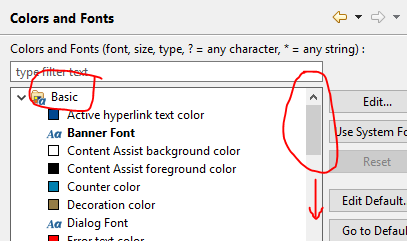 Colors and Fonts
Colors and Fonts (font, size, type, ? = any character, * = any string) :
type filter text
Basic
Active hyperlink text color
Aa Banner Font
Content Assist background color
Content Assist foreground color
Counter color
Decoration color
Aa Dialog Font
Error text color
Edit...
Use System Fo
Reset
Edit Default...
Go to Defaul